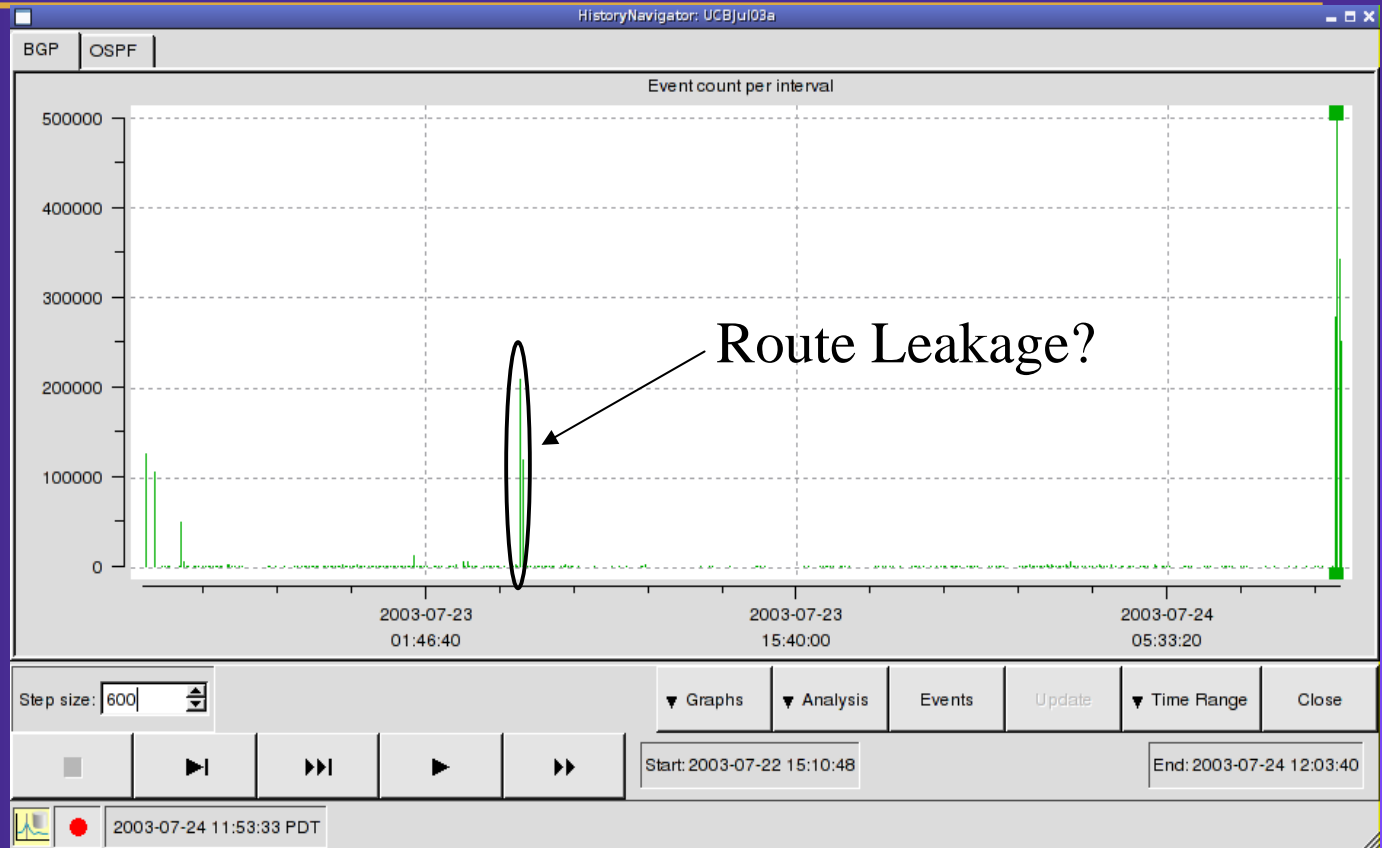 HistoryNavigator: UCBJul03a
BGP
OSPF
Event count per interval
500000
400000
300000
200000
100000
0
Route Leakage?
2003-07-23
01:46:40
2003-07-23
15:40:00
2003-07-24
05:33:20
Step size: 600
Graphs
Analysis
Events
Update
Time Range
Close
Start: 2003-07-22 15:10:48
End: 2003-07-24 12:03:40
2003-07-24 11:53:33 PDT